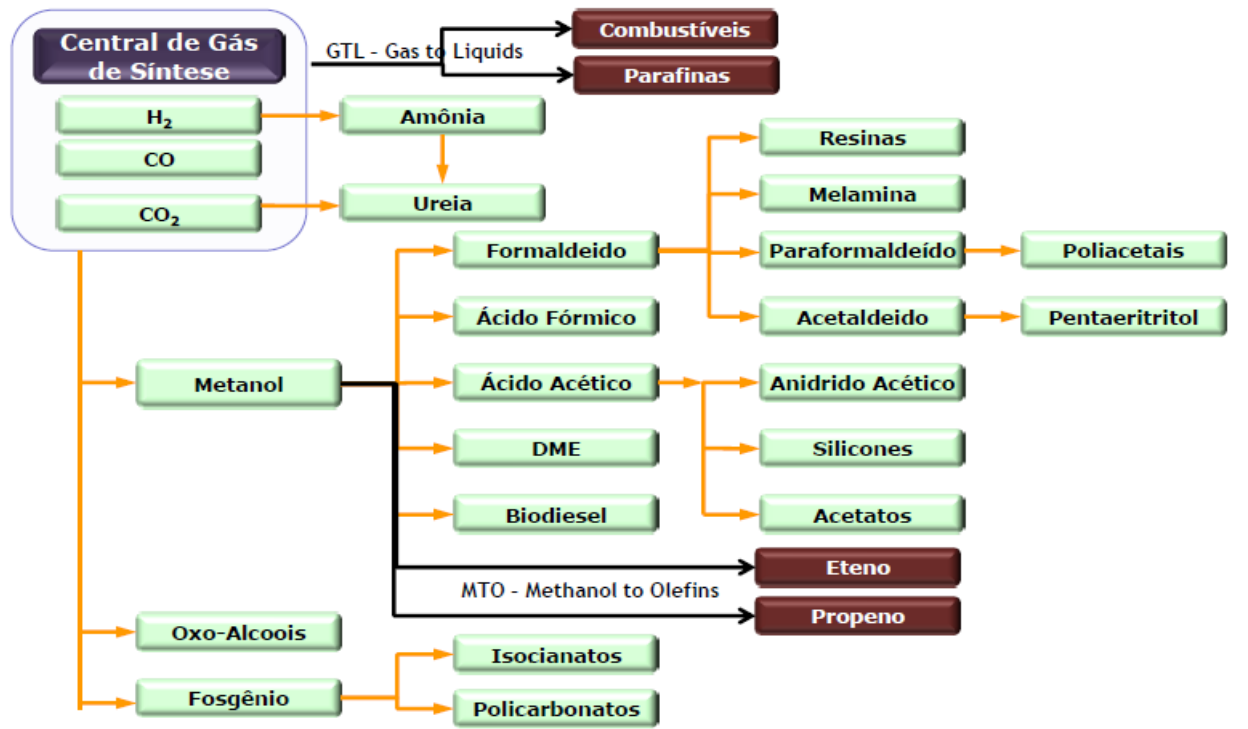 Central de Gás
de Síntese
GTL - Gas to Liquids
Combustíveis
Parafinas
H₂
Amônia
CO
CO₂
Ureia
Resinas
Melamina
Formaldeido
Paraformaldeído
Poliacetais
Ácido Fórmico
Acetaldeido
Pentaeritritol
Metanol
Ácido Acético
Anidrido Acético
DME
Silicones
Biodiesel
Acetatos
Eteno
MTO - Methanol to Olefins
Propeno
Oxo-Alcoois
Isocianatos
Fosgênio
Policarbonatos